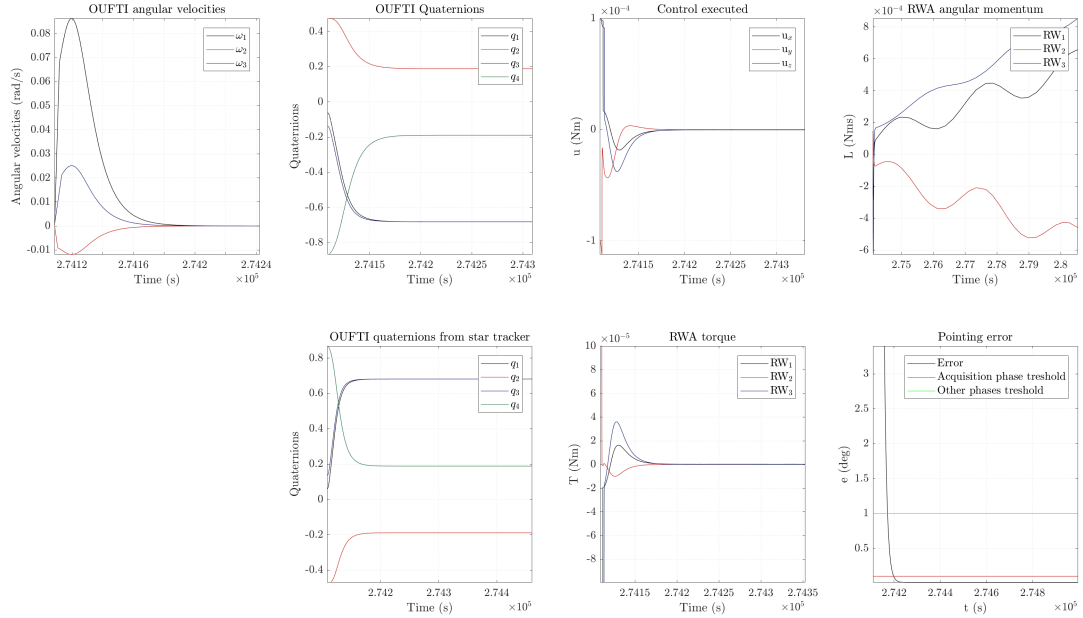 OUFTI angular velocities
Angular velocities (rad/s)
0.08
0.07
0.06
0.05
0.04
0.03
0.02
0.01
0
-0.01
ω1
ω2
ω3
2.7412 2.7416 2.742 2.7424
Time (s)
×10^5
OUFTI Quaternions
Quaternions
0.4
0.2
0
-0.2
-0.4
-0.6
-0.8
q1
q2
q3
q4
2.7415 2.742 2.7425 2.743
Time (s)
×10^5
Control executed
×10^-4
u (Nm)
1
0
-1
ux
uy
uz
2.7415 2.742 2.7425 2.743
Time (s)
×10^5
RWA angular momentum
×10^-4
L (Nms)
8
6
4
2
0
-2
-4
-6
RW1
RW2
RW3
2.75 2.76 2.77 2.78 2.79 2.8
Time (s)
×10^5
OUFTI quaternions from star tracker
Quaternions
0.8
0.6
0.4
0.2
0
-0.2
-0.4
q1
q2
q3
q4
2.742 2.743 2.744
Time (s)
×10^5
RWA torque
×10^-5
T (Nm)
10
8
6
4
2
0
-2
-4
-6
-8
RW1
RW2
RW3
2.7415 2.742 2.7425 2.743 2.7435
Time (s)
×10^5
Pointing error
e (deg)
3
2.5
2
1.5
1
0.5
Error
Acquisition phase treshold
Other phases treshold
2.742 2.744 2.746 2.748
t (s)
×10^5